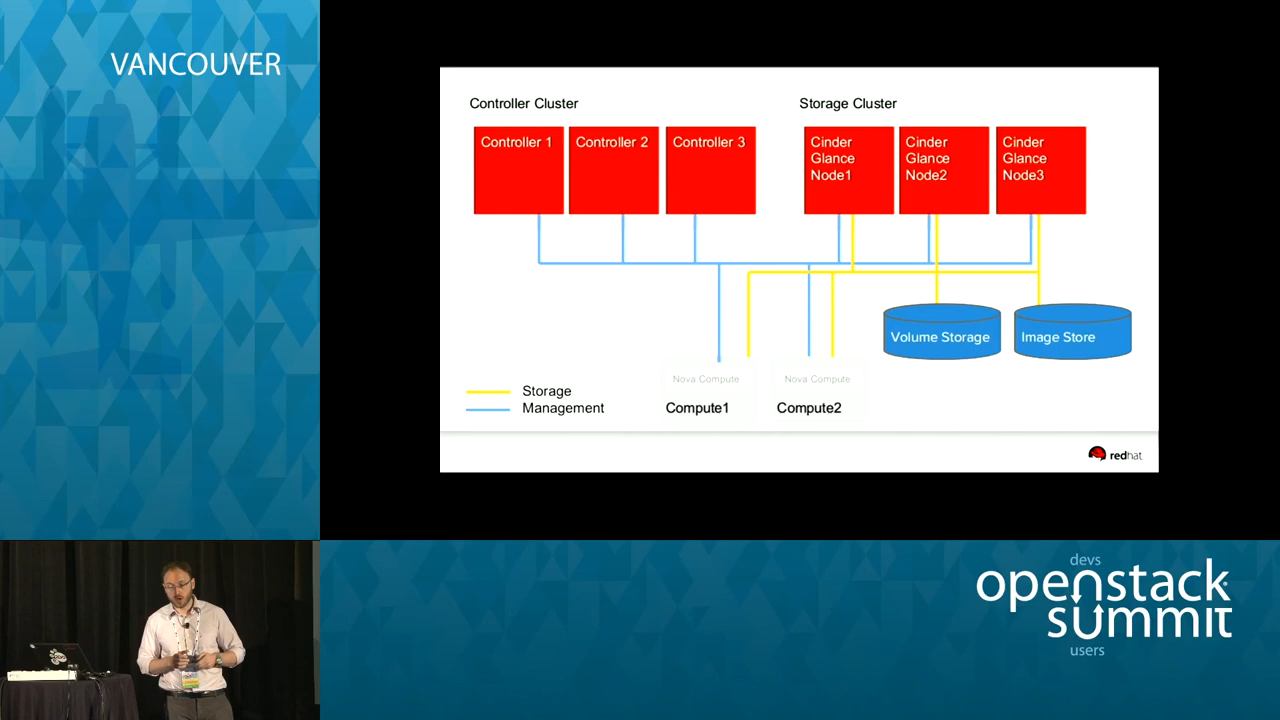 VANCOUVER
Controller Cluster
Storage Cluster
Controller 1
Controller 2
Controller 3
Cinder
Glance
Node1
Cinder
Glance
Node2
Cinder
Glance
Node3
Volume Storage
Image Store
Nova Compute
Nova Compute
Compute1
Compute2
Storage
Management
redhat
devs
openstack
summit
users